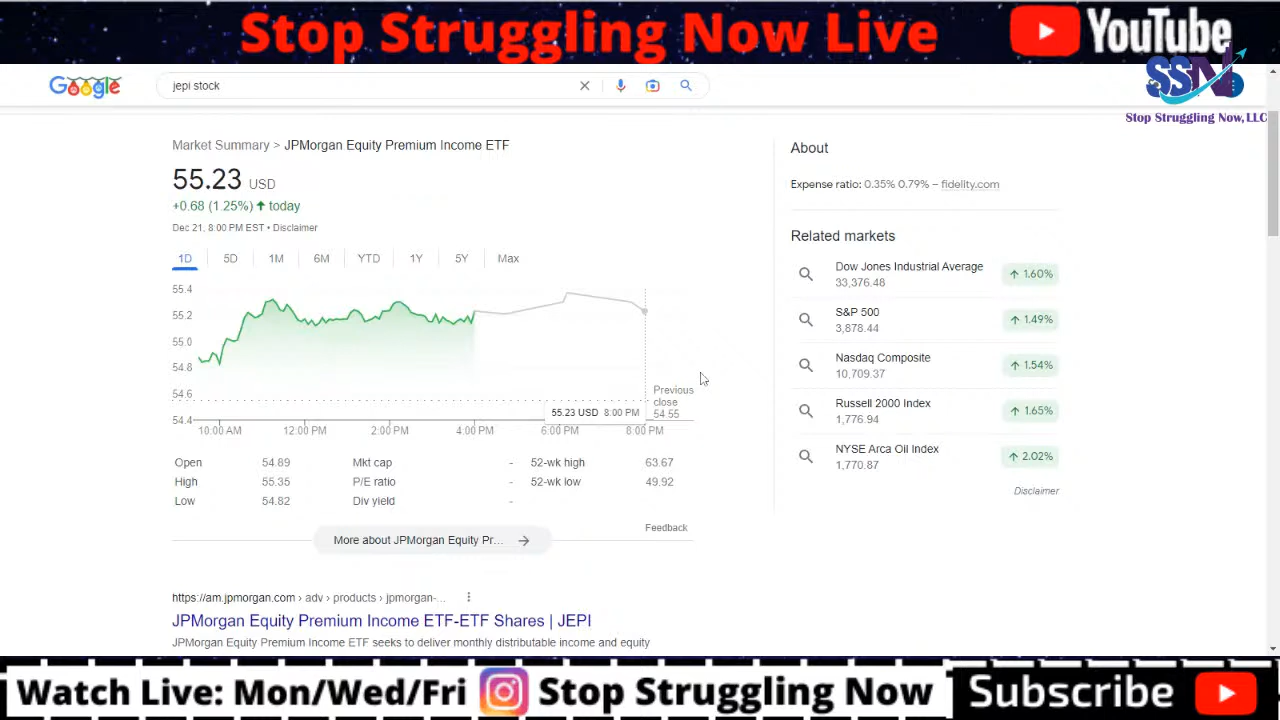 Stop Struggling Now Live
YouTube
Google
jepi stock
SSN
Stop Struggling Now, LLC
Market Summary > JPMorgan Equity Premium Income ETF
55.23 USD
+0.68 (1.25%) ↑ today
Dec 21, 8:00 PM EST • Disclaimer
1D 5D 1M 6M YTD 1Y 5Y Max
55.4
55.2
55.0
54.8
54.6
54.4
Previous
close
54.55
55.23 USD 8:00 PM
10:00 AM 12:00 PM 2:00 PM 4:00 PM 6:00 PM 8:00 PM
Open 54.89 Mkt cap - 52-wk high 63.67
High 55.35 P/E ratio - 52-wk low 49.92
Low 54.82 Div yield -
Feedback
More about JPMorgan Equity Pr... →
About
Expense ratio: 0.35% 0.79% – fidelity.com
Related markets
Dow Jones Industrial Average
33,376.48 ↑ 1.60%
S&P 500
3,878.44 ↑ 1.49%
Nasdaq Composite
10,709.37 ↑ 1.54%
Russell 2000 Index
1,776.94 ↑ 1.65%
NYSE Arca Oil Index
1,770.87 ↑ 2.02%
Disclaimer
https://am.jpmorgan.com › adv › products › jpmorgan-...
JPMorgan Equity Premium Income ETF-ETF Shares | JEPI
JPMorgan Equity Premium Income ETF seeks to deliver monthly distributable income and equity
Watch Live: Mon/Wed/Fri Stop Struggling Now Subscribe